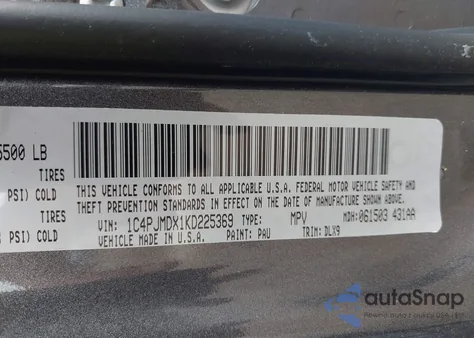 5500 LB
TIRES
PSI) COLD
THIS VEHICLE CONFORMS TO ALL APPLICABLE U.S.A. FEDERAL MOTOR VEHICLE SAFETY AND
THEFT PREVENTION STANDARDS IN EFFECT ON THE DATE OF MANUFACTURE SHOWN ABOVE.
TIRES
VIN: 1C4PJMDX1KD225369 TYPE: MPV MDH: 061503 431AA
PSI) COLD
VEHICLE MADE IN U.S.A. PAINT: PAU TRIM: DLX9
autoSnap